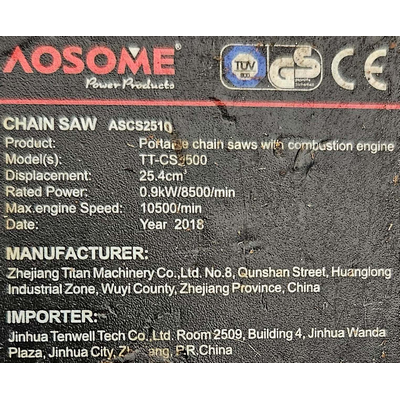 AOSOME®
Power Products
TÜV
GS
CE
CHAIN SAW ASCS2510
Product: Portable chain saws with combustion engine
Model(s): TT-CS2500
Displacement: 25.4cm³
Rated Power: 0.9kW/8500/min
Max.engine Speed: 10500/min
Date: Year 2018
MANUFACTURER:
Zhejiang Titan Machinery Co.,Ltd. No.8, Qunshan Street, Huanglong
Industrial Zone, Wuyi County, Zhejiang Province, China
IMPORTER:
Jinhua Tenwell Tech Co.,Ltd. Room 2509, Building 4, Jinhua Wanda
Plaza, Jinhua City, Zhejiang, P.R.China